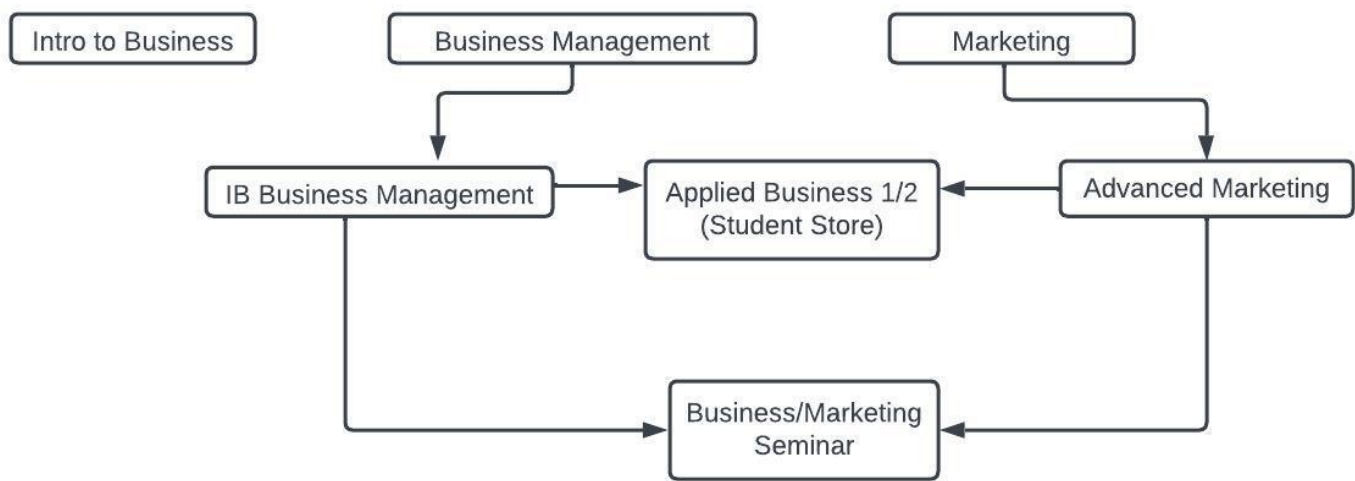 Intro to Business
Business Management
Marketing
IB Business Management
Applied Business 1/2
(Student Store)
Advanced Marketing
Business/Marketing
Seminar